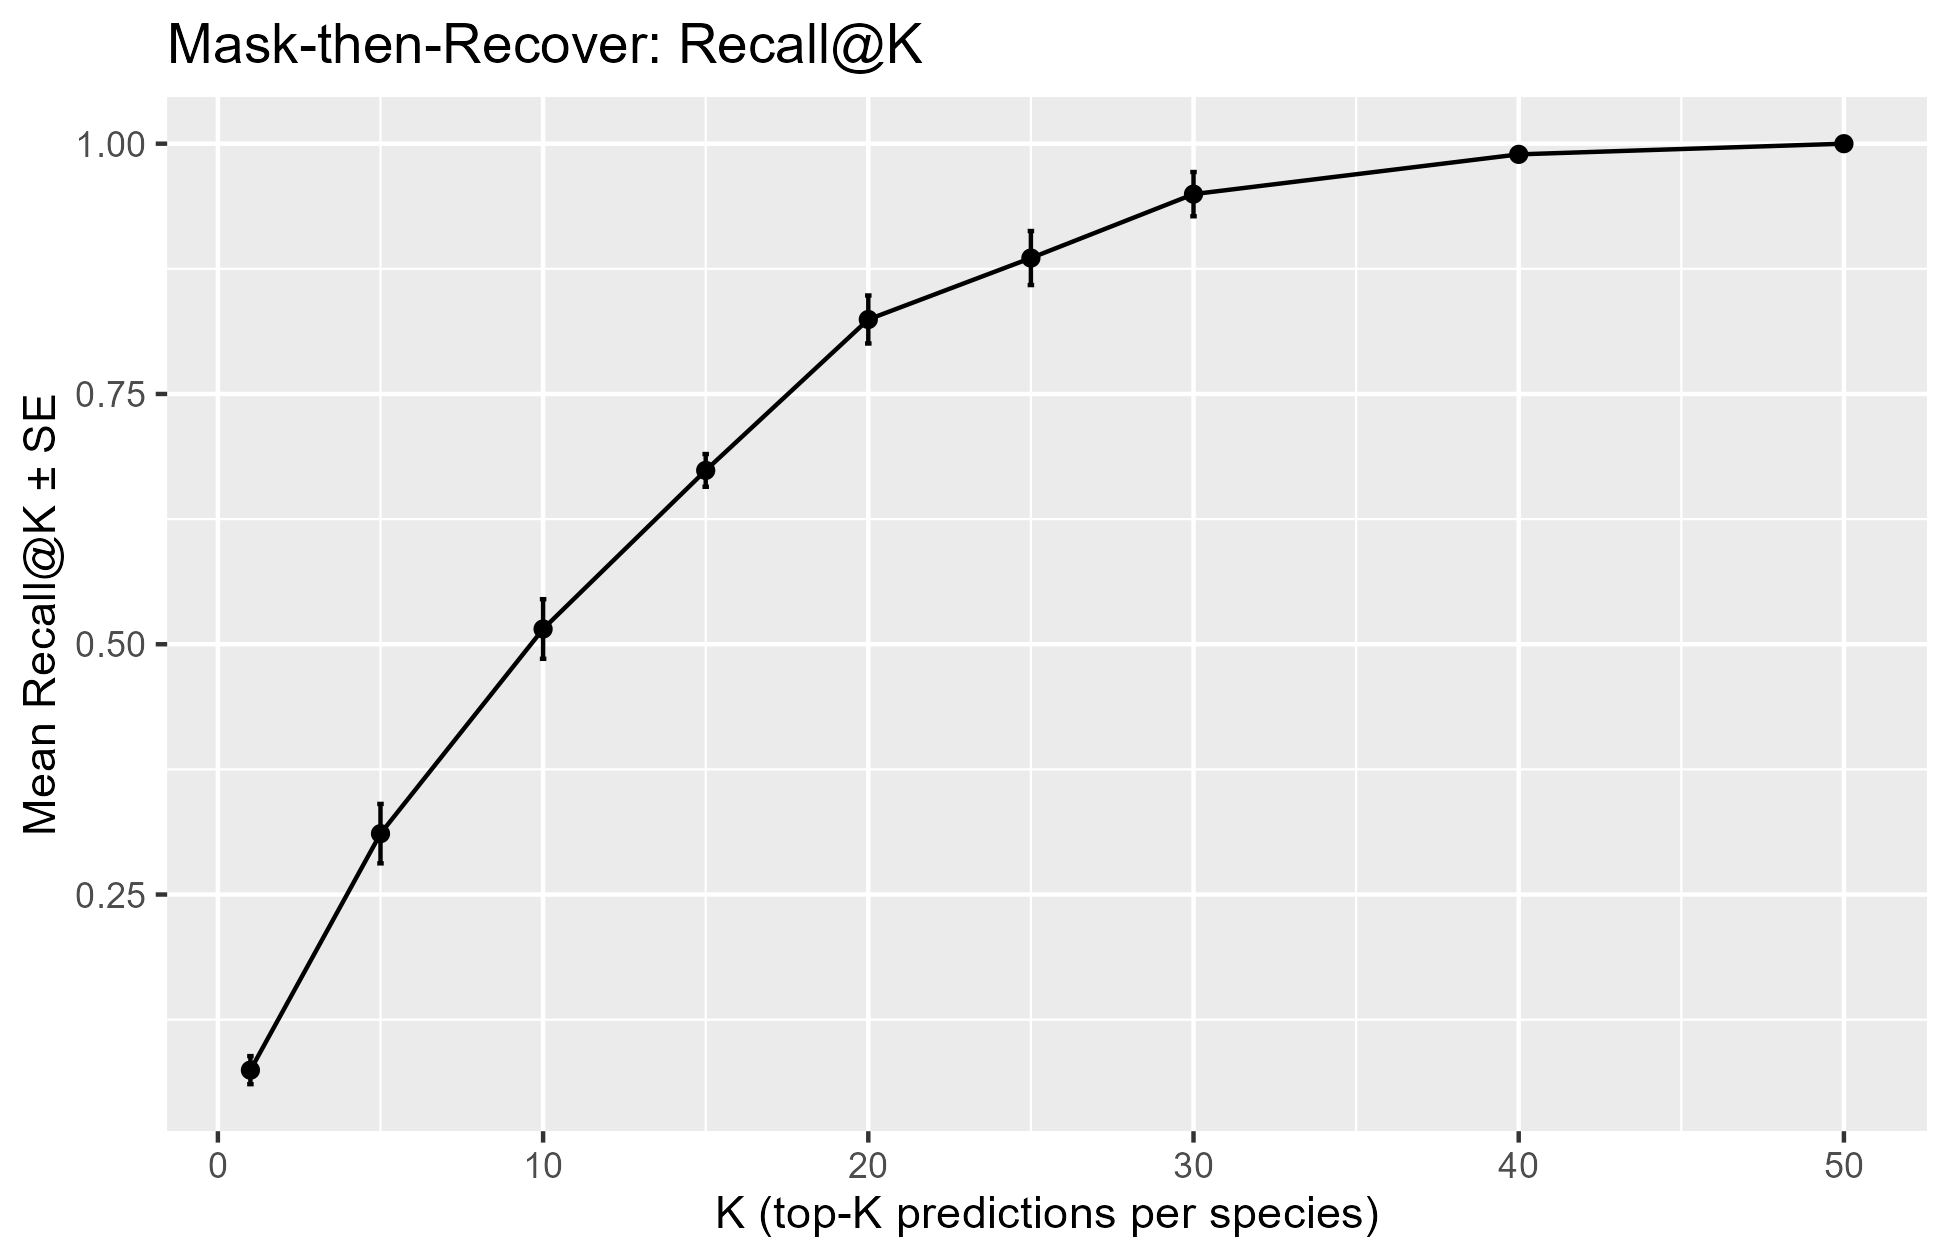 Mask-then-Recover: Recall@K
Mean Recall@K ± SE
1.00
0.75
0.50
0.25
0 10 20 30 40 50
K (top-K predictions per species)